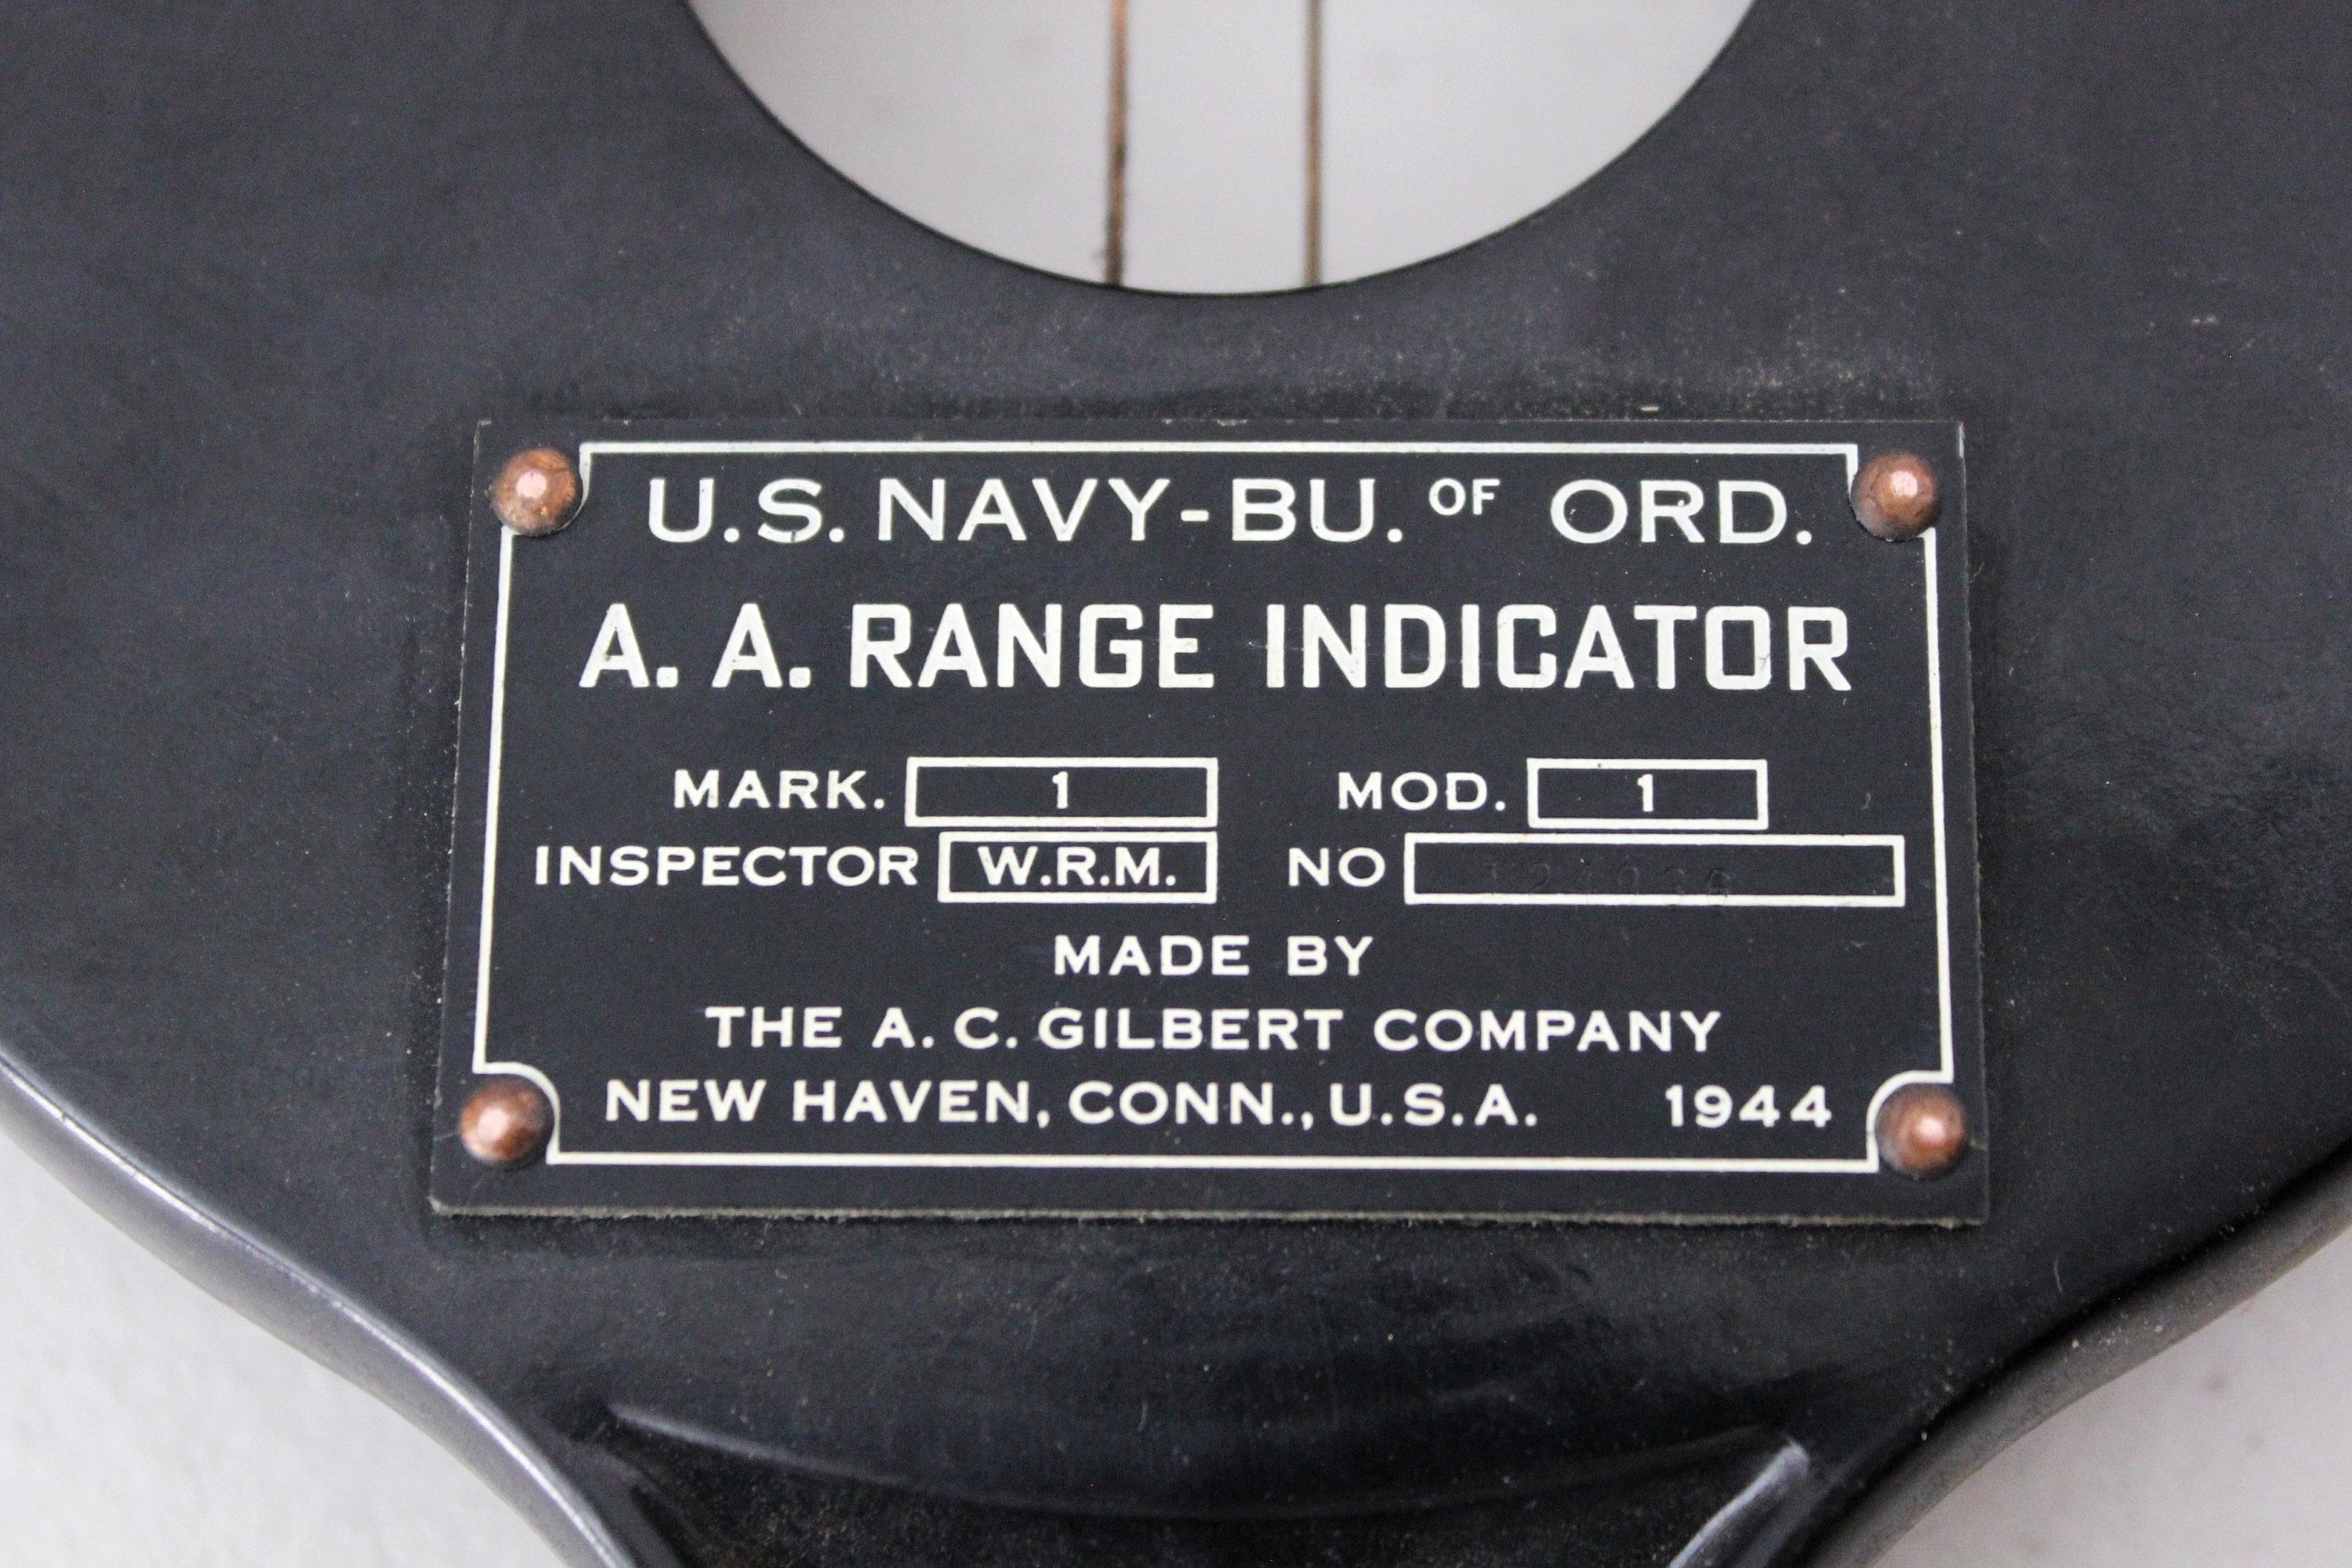 U.S. NAVY-BU. OF ORD.
A. A. RANGE INDICATOR
MARK. 1 MOD. 1
INSPECTOR W.R.M. NO
MADE BY
THE A. C. GILBERT COMPANY
NEW HAVEN, CONN., U.S.A. 1944